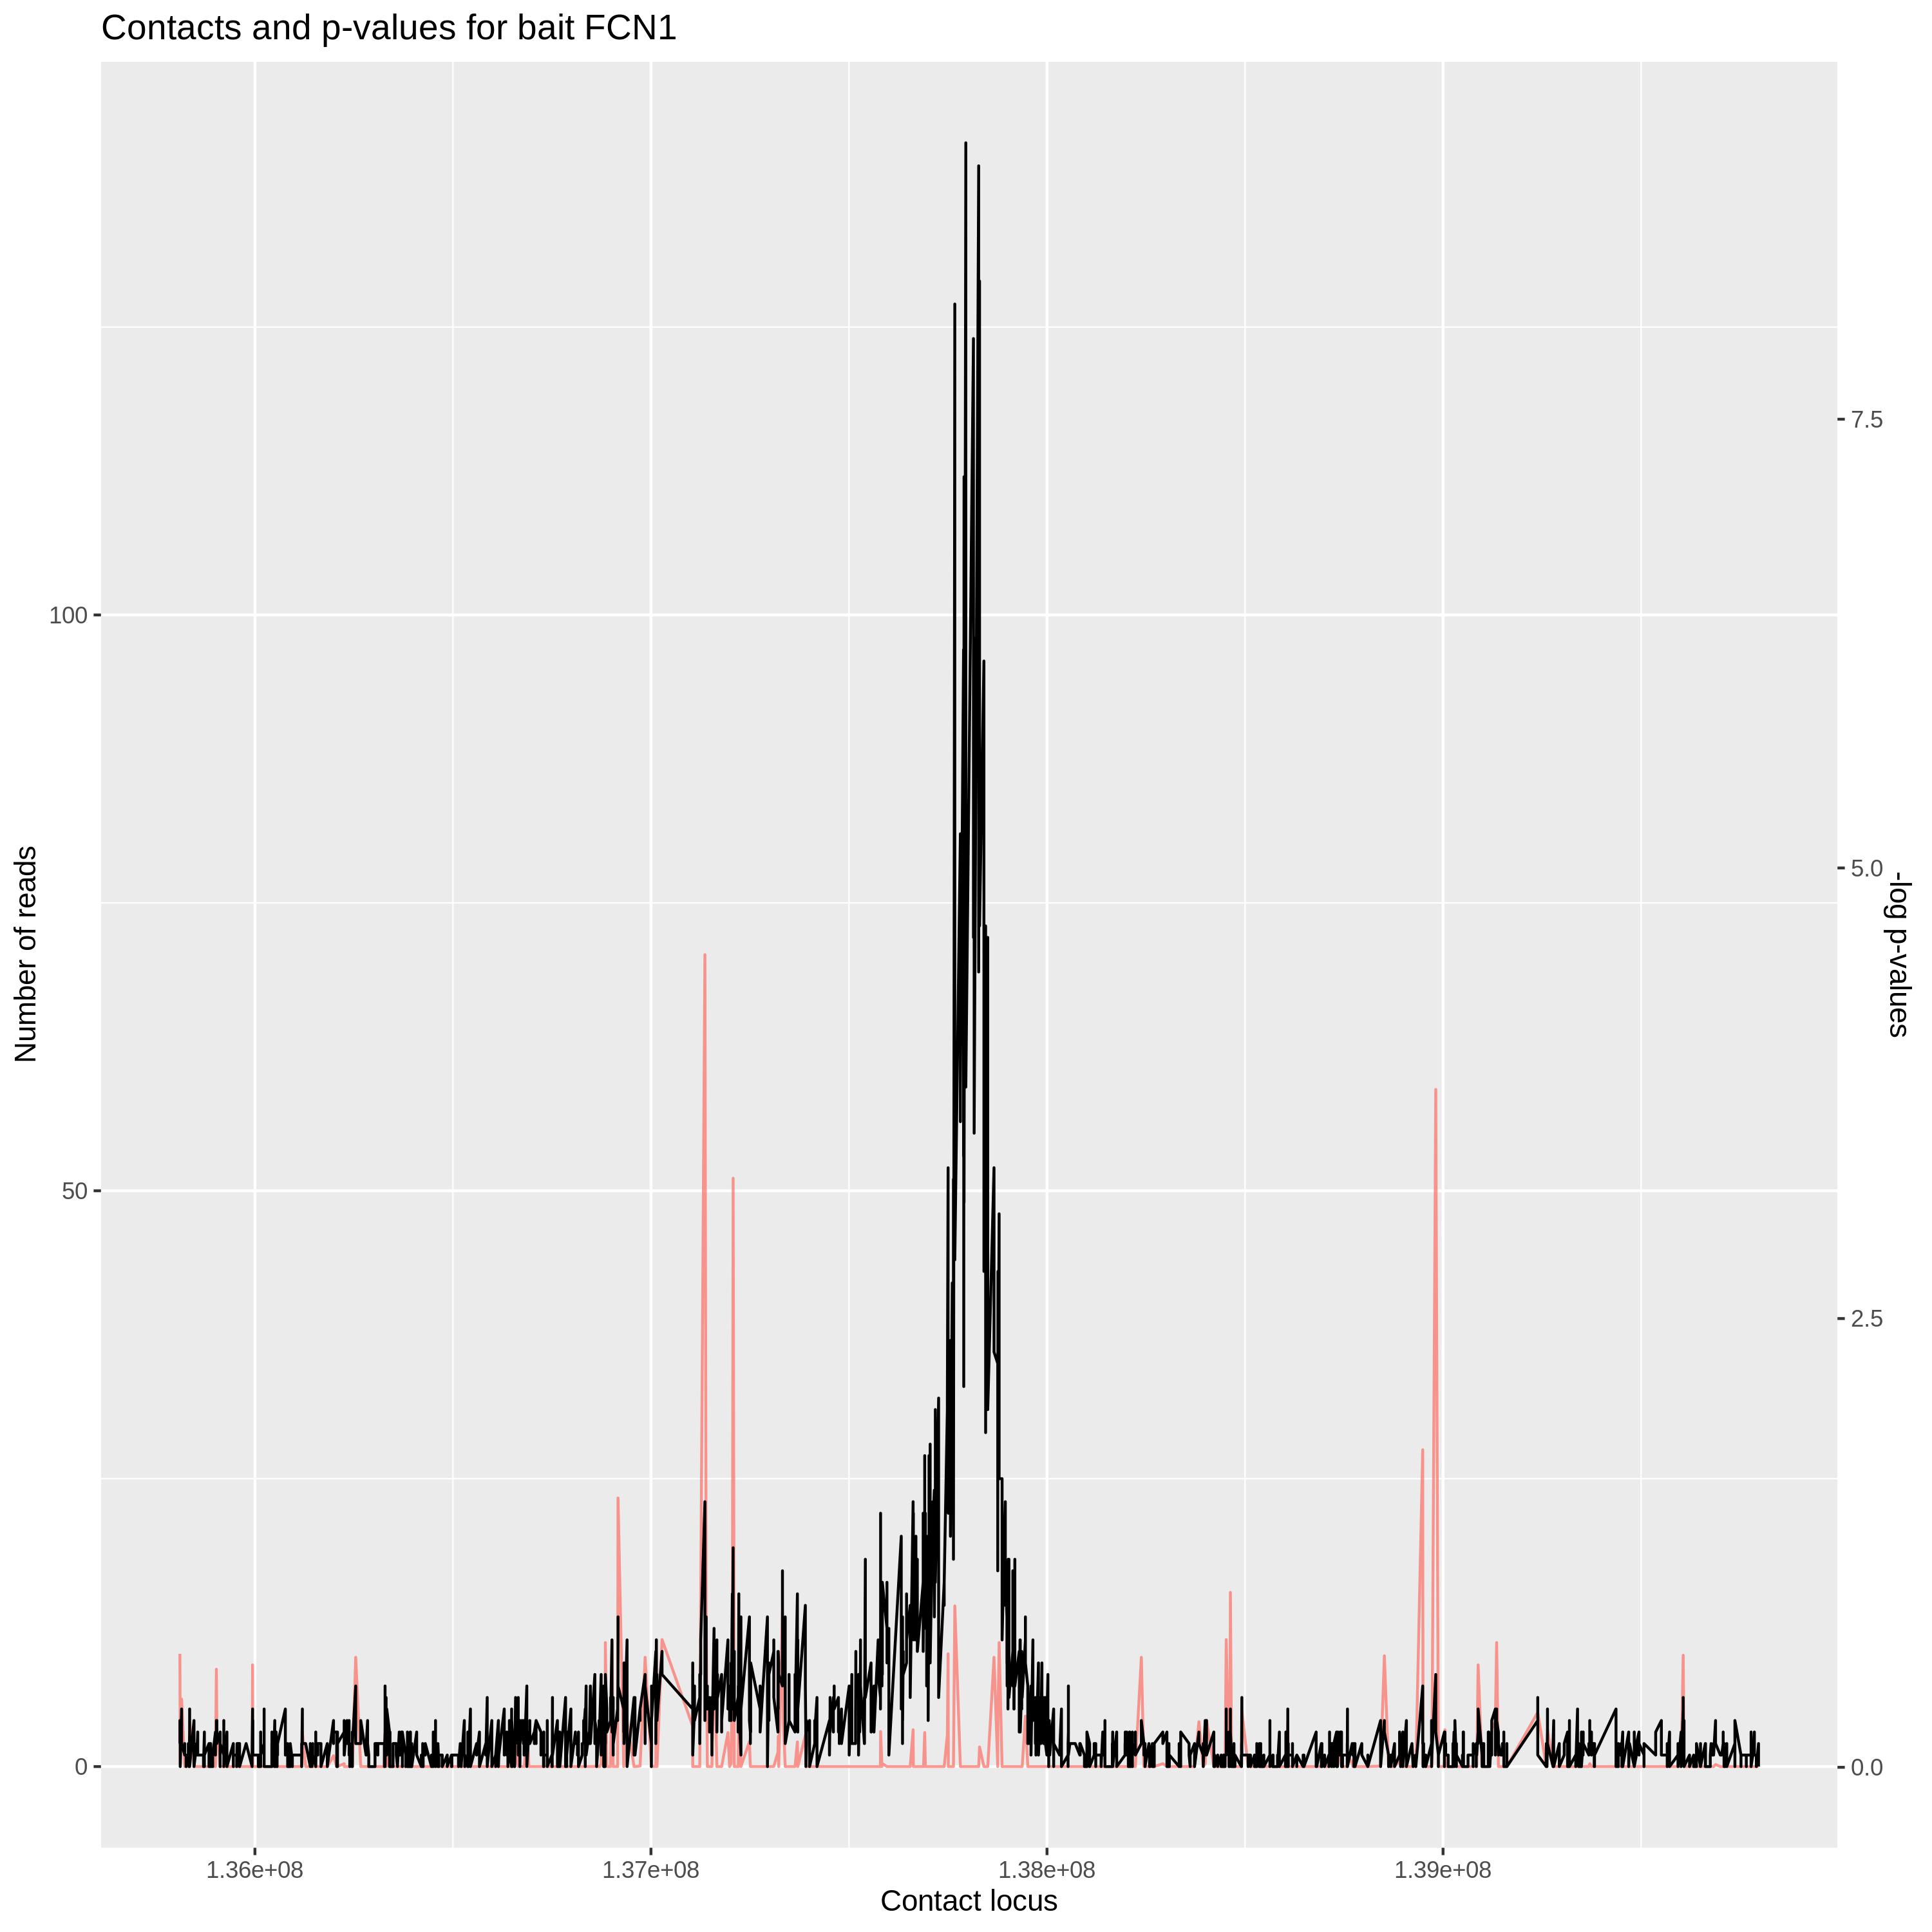 Contacts and p-values for bait FCN1
Number of reads
100
50
0
7.5
5.0
2.5
0.0
-log p-values
1.36e+08
1.37e+08
1.38e+08
1.39e+08
Contact locus